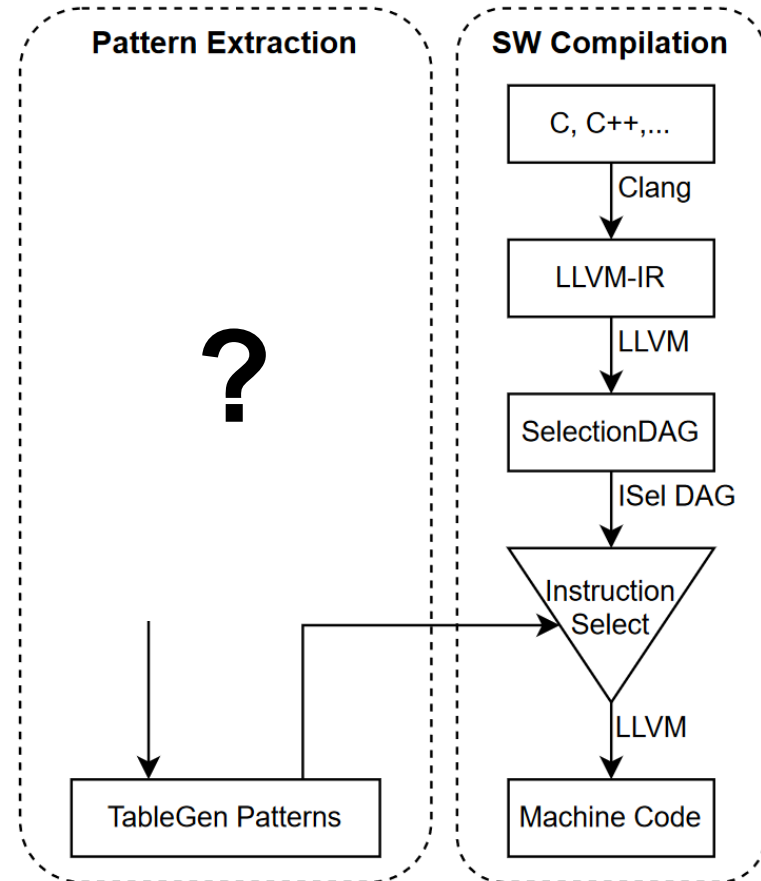 Pattern Extraction
?
TableGen Patterns
SW Compilation
C, C++,...
Clang
LLVM-IR
LLVM
SelectionDAG
ISel DAG
Instruction
Select
LLVM
Machine Code